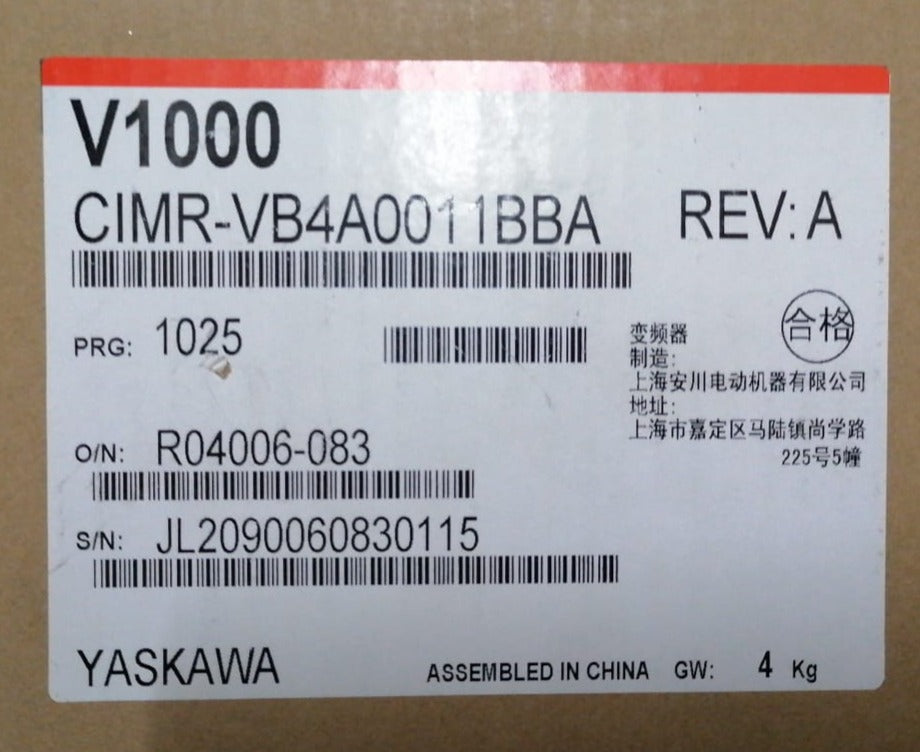 V1000
CIMR-VB4A0011BBA REV: A
PRG: 1025
合格
变频器
制造:
上海安川电动机器有限公司
地址:
上海市嘉定区马陆镇尚学路
225号5幢
O/N: R04006-083
S/N: JL2090060830115
YASKAWA
ASSEMBLED IN CHINA GW: 4 Kg